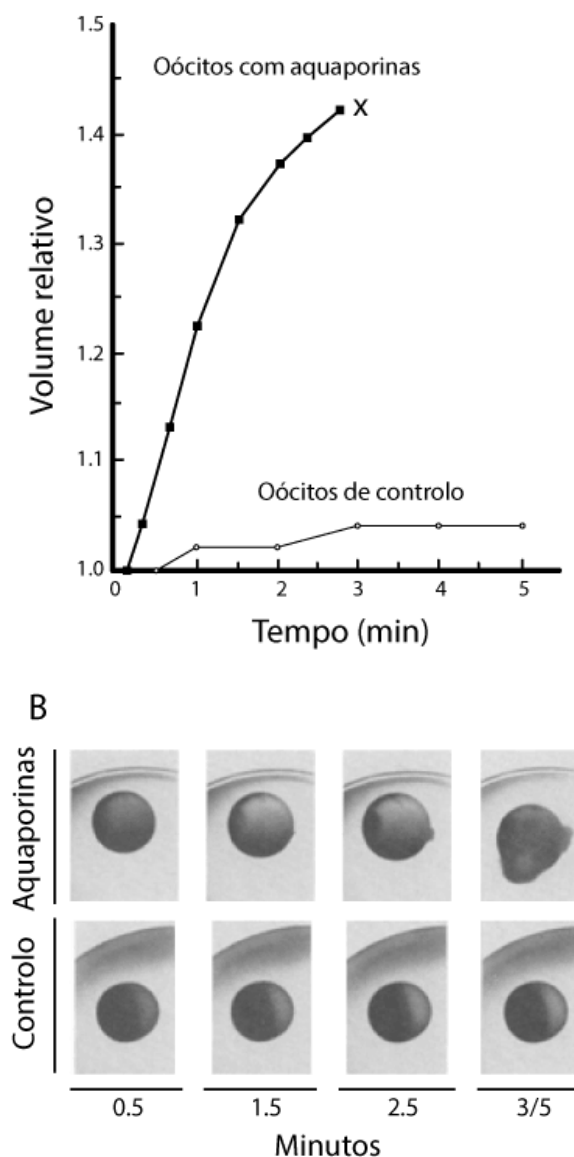 1.5
Oócitos com aquaporinas
X
1.4
1.3
Volume relativo
1.2
1.1
Oócitos de controlo
1.0
0 1 2 3 4 5
Tempo (min)
B
Aquaporinas
Controlo
0.5 1.5 2.5 3/5
Minutos